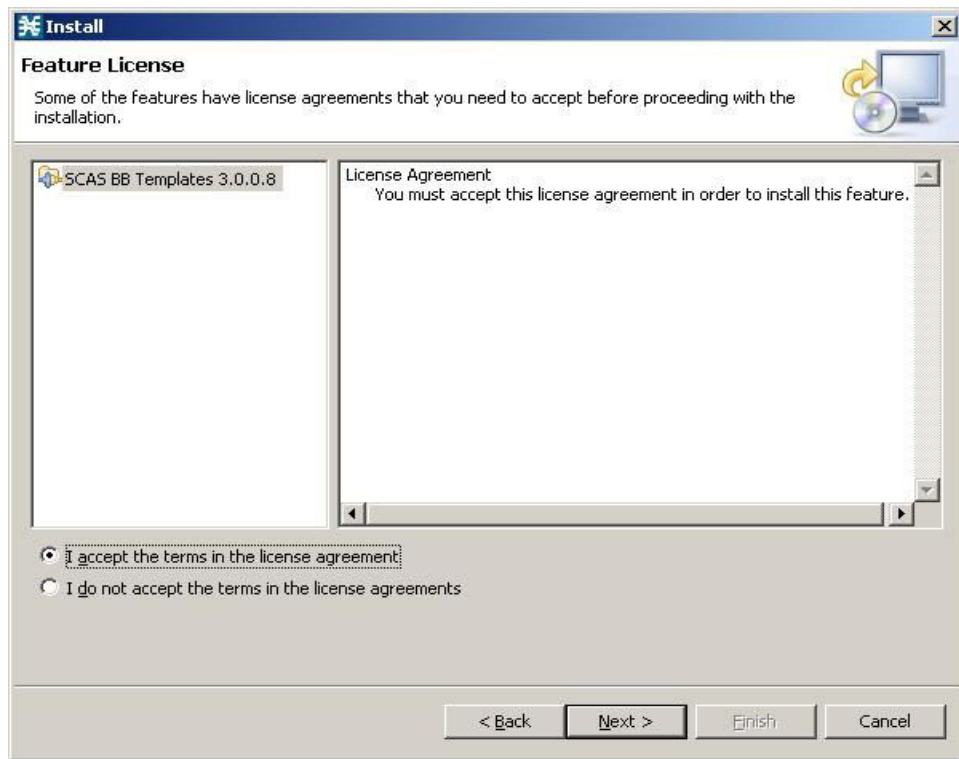 Install
Feature License
Some of the features have license agreements that you need to accept before proceeding with the
installation.
SCAS BB Templates 3.0.0.8
License Agreement
You must accept this license agreement in order to install this feature.
I accept the terms in the license agreement
I do not accept the terms in the license agreements
< Back
Next >
Finish
Cancel